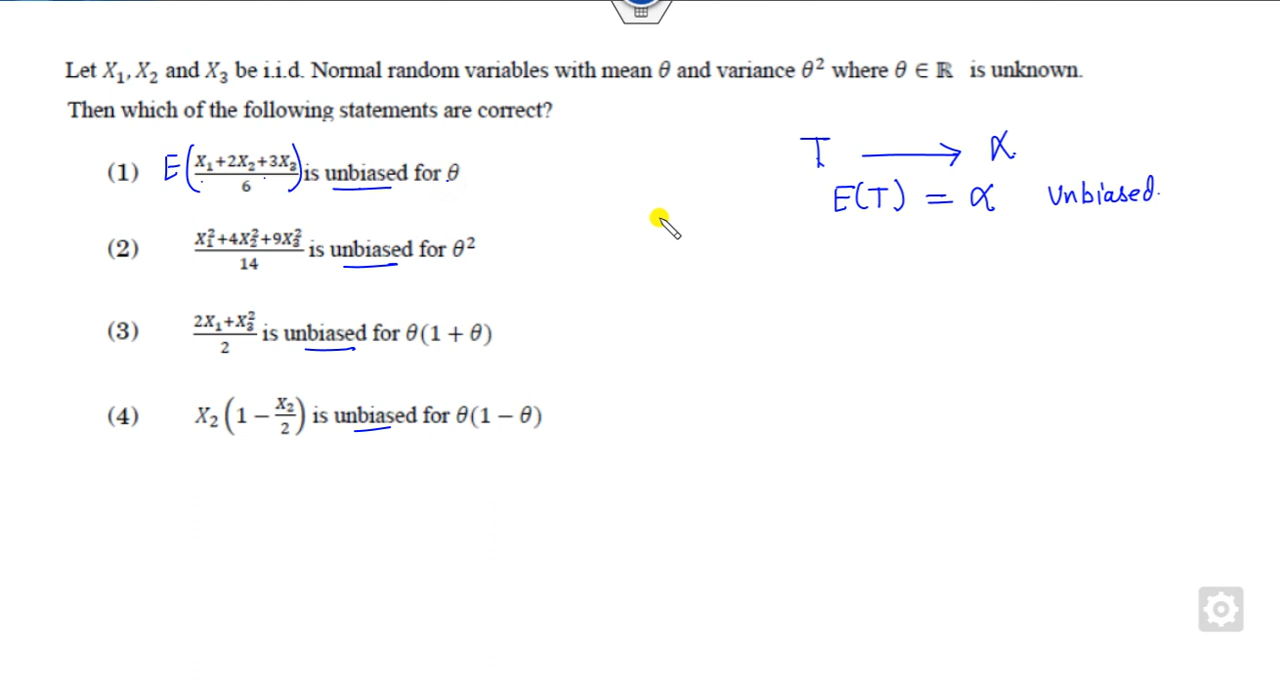 Let X₁, X₂ and X₃ be i.i.d. Normal random variables with mean θ and variance θ² where θ ∈ ℝ is unknown.
Then which of the following statements are correct?
(1) E((X₁+2X₂+3X₃)/6) is unbiased for θ
T ⟶ α
E(T) = α Unbiased.
(2) (X₁²+4X₂²+9X₃²)/14 is unbiased for θ²
(3) (2X₁+X₃²)/2 is unbiased for θ(1 + θ)
(4) X₂(1 − X₂/2) is unbiased for θ(1 − θ)